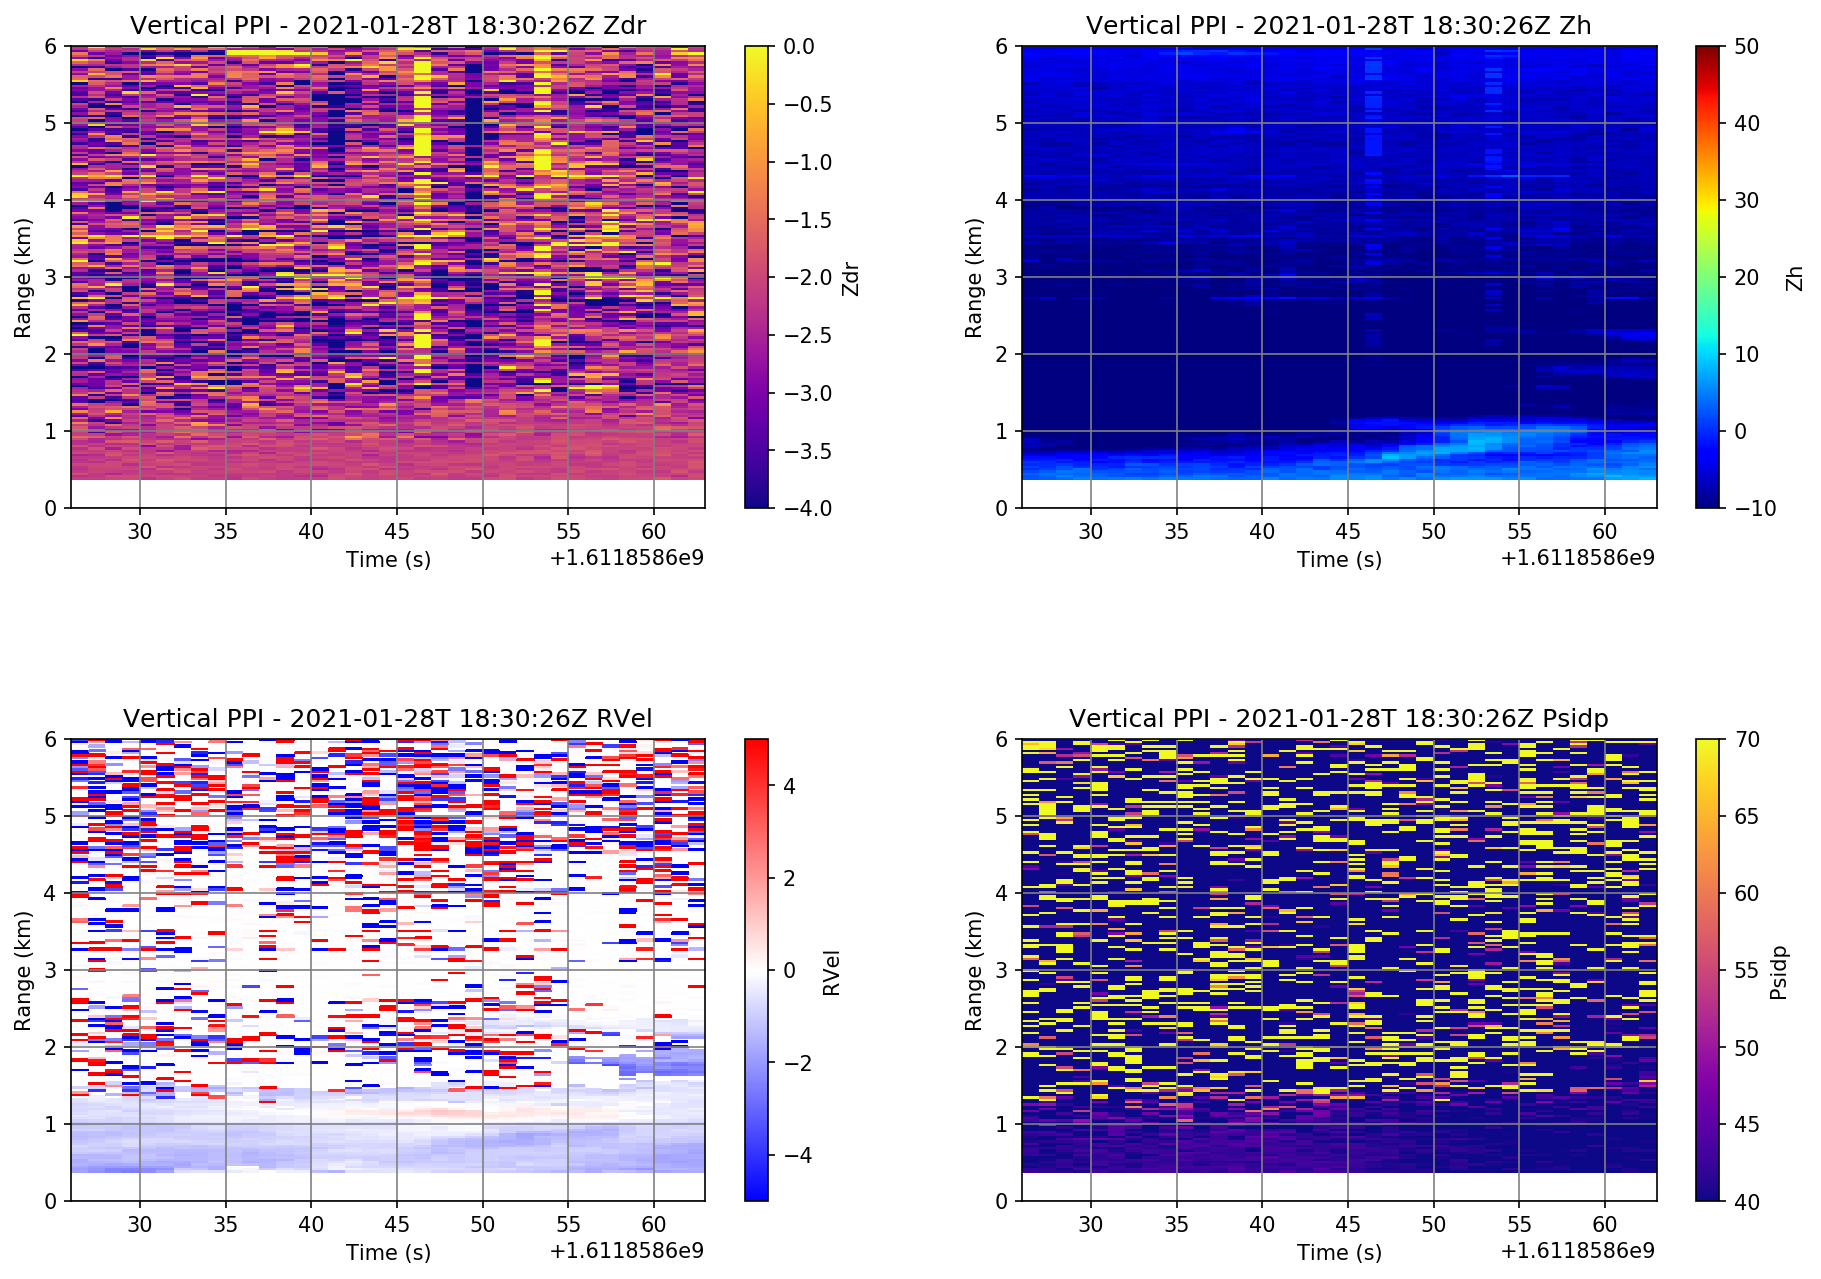 Vertical PPI - 2021-01-28T 18:30:26Z Zdr
6
5
4
3
2
1
0
Range (km)
30 35 40 45 50 55 60
Time (s)
+1.6118586e9
0.0
−0.5
−1.0
−1.5
−2.0
−2.5
−3.0
−3.5
−4.0
Zdr
Vertical PPI - 2021-01-28T 18:30:26Z Zh
6
5
4
3
2
1
0
Range (km)
30 35 40 45 50 55 60
Time (s)
+1.6118586e9
50
40
30
20
10
0
−10
Zh
Vertical PPI - 2021-01-28T 18:30:26Z RVel
6
5
4
3
2
1
0
Range (km)
30 35 40 45 50 55 60
Time (s)
+1.6118586e9
4
2
0
−2
−4
RVel
Vertical PPI - 2021-01-28T 18:30:26Z Psidp
6
5
4
3
2
1
0
Range (km)
30 35 40 45 50 55 60
Time (s)
+1.6118586e9
70
65
60
55
50
45
40
Psidp